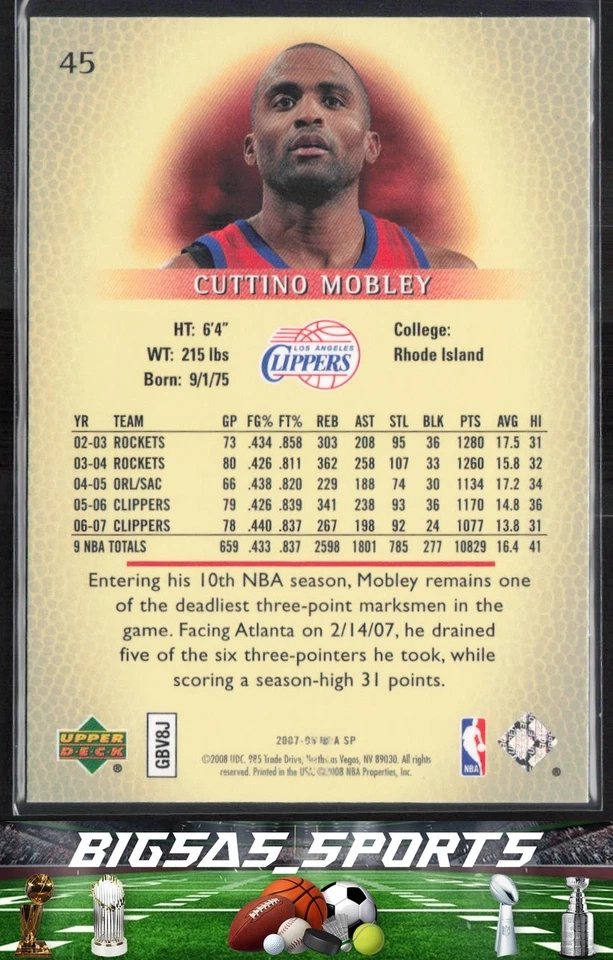 45
CUTTINO MOBLEY
HT: 6'4"
WT: 215 lbs
Born: 9/1/75
LOS ANGELES
CLIPPERS
College:
Rhode Island
YR TEAM GP FG% FT% REB AST STL BLK PTS AVG HI
02-03 ROCKETS 73 .434 .858 303 208 95 36 1280 17.5 31
03-04 ROCKETS 80 .426 .811 362 258 107 33 1260 15.8 32
04-05 ORL/SAC 66 .438 .820 229 188 74 30 1134 17.2 34
05-06 CLIPPERS 79 .426 .839 341 238 93 36 1170 14.8 36
06-07 CLIPPERS 78 .440 .837 267 198 92 24 1077 13.8 31
9 NBA TOTALS 659 .433 .837 2598 1801 785 277 10829 16.4 41
Entering his 10th NBA season, Mobley remains one
of the deadliest three-point marksmen in the
game. Facing Atlanta on 2/14/07, he drained
five of the six three-pointers he took, while
scoring a season-high 31 points.
UPPER
D·E·C·K
®
GBV8J
2007-08 NBA SP
©2008 UDC. 985 Trade Drive, Las Vegas, NV 89030. All rights
reserved. Printed in the USA. ©2008 NBA Properties, Inc.
NBA
®
BIGSAS_SPORTS